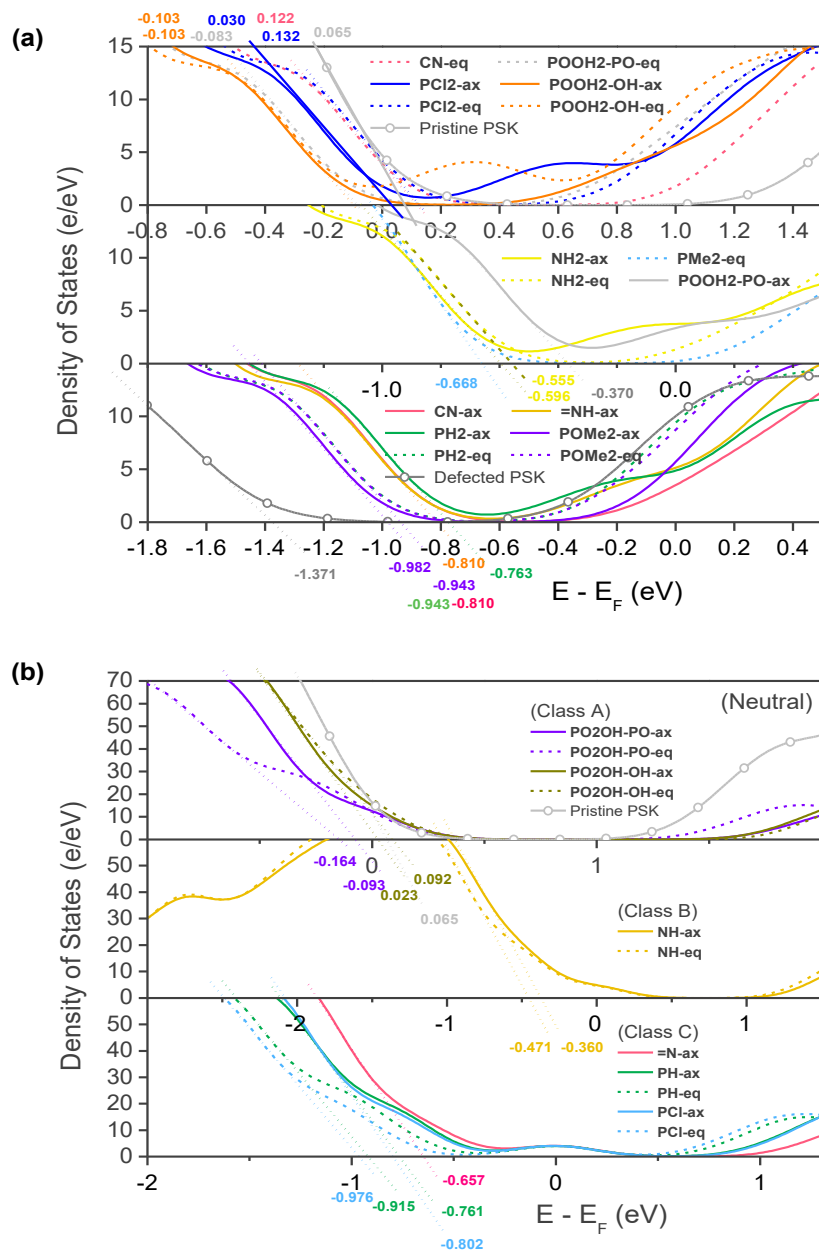 -0.103 0.030 0.122
-0.103 -0.083 0.132 0.065
(a)
15
10
5
0
CN-eq POOH2-PO-eq
PCl2-ax POOH2-OH-ax
PCl2-eq POOH2-OH-eq
Pristine PSK
-0.8 -0.6 -0.4 -0.2 0.0 0.2 0.4 0.6 0.8 1.0 1.2 1.4
10
5
0
NH2-ax PMe2-eq
NH2-eq POOH2-PO-ax
-1.0 0.0
-0.668 -0.555 -0.370
-0.596
10
5
0
CN-ax =NH-ax
PH2-ax POMe2-ax
PH2-eq POMe2-eq
Defected PSK
-1.8 -1.6 -1.4 -1.2 -1.0 -0.8 -0.6 -0.4 -0.2 0.0 0.2 0.4
-1.371 -0.982 -0.810 -0.763
-0.943
-0.943 -0.810
E - E_F (eV)
Density of States (e/eV)
(b)
70
60
50
40
30
20
10
0
(Class A) (Neutral)
PO2OH-PO-ax
PO2OH-PO-eq
PO2OH-OH-ax
PO2OH-OH-eq
Pristine PSK
0 1
-0.164 0.092
-0.093 0.023
0.065
50
40
30
20
10
0
(Class B)
NH-ax
NH-eq
-2 -1 0 1
-0.471 -0.360
50
40
30
20
10
0
(Class C)
=N-ax
PH-ax
PH-eq
PCl-ax
PCl-eq
-2 -1 0 1
-0.976 -0.657
-0.915 -0.761
-0.802
E - E_F (eV)
Density of States (e/eV)